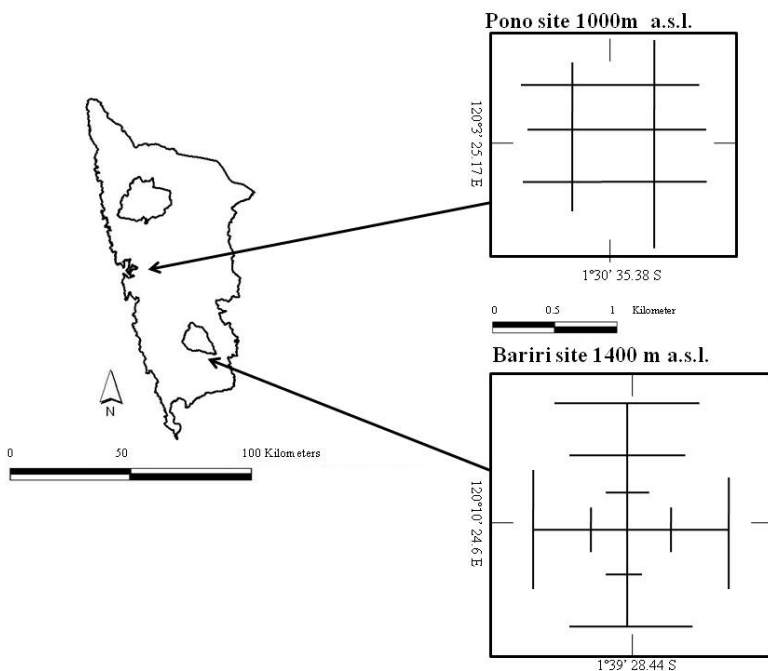 Pono site 1000m a.s.l.
120°3' 25.17 E
1°30' 35.38 S
0 0.5 1 Kilometer
Bariri site 1400 m a.s.l.
120°10' 24.6 E
1°39' 28.44 S
N
0 50 100 Kilometers